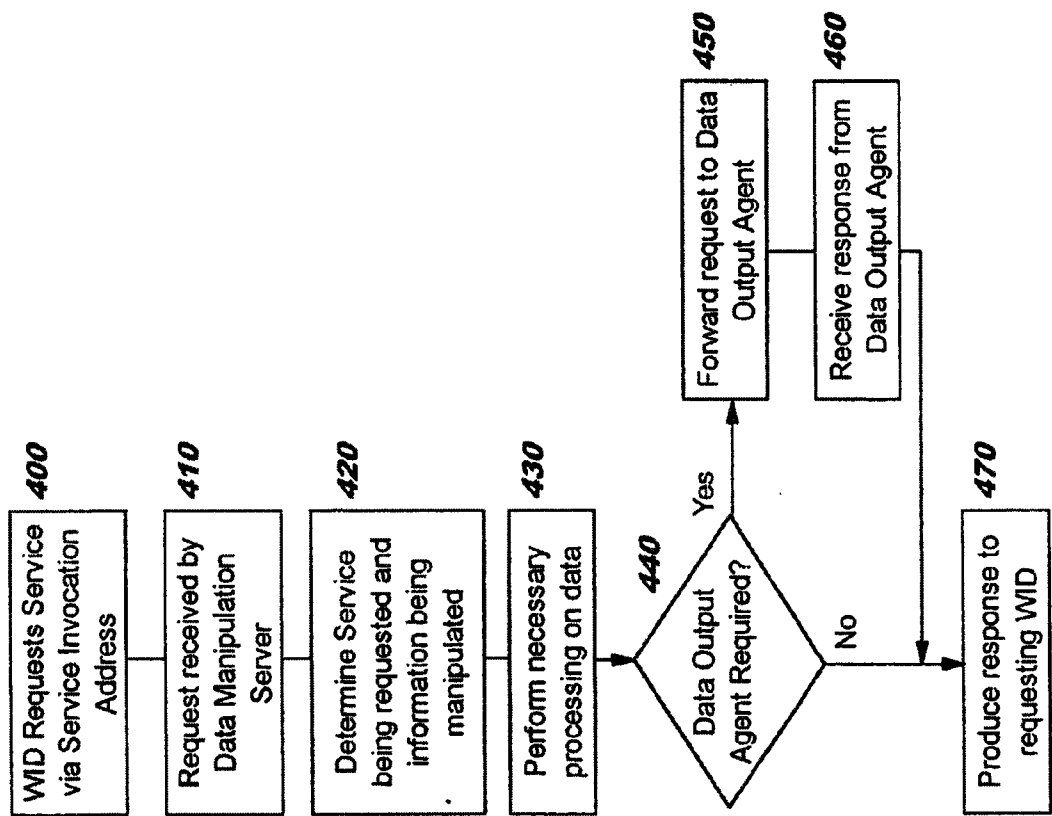 400
WID Requests Service
via Service Invocation
Address
410
Request received by
Data Manipulation
Server
420
Determine Service
being requested and
information being
manipulated
430
Perform necessary
processing on data
440
Data Output
Agent Required?
Yes
No
450
Forward request to Data
Output Agent
460
Receive response from
Data Output Agent
470
Produce response to
requesting WID